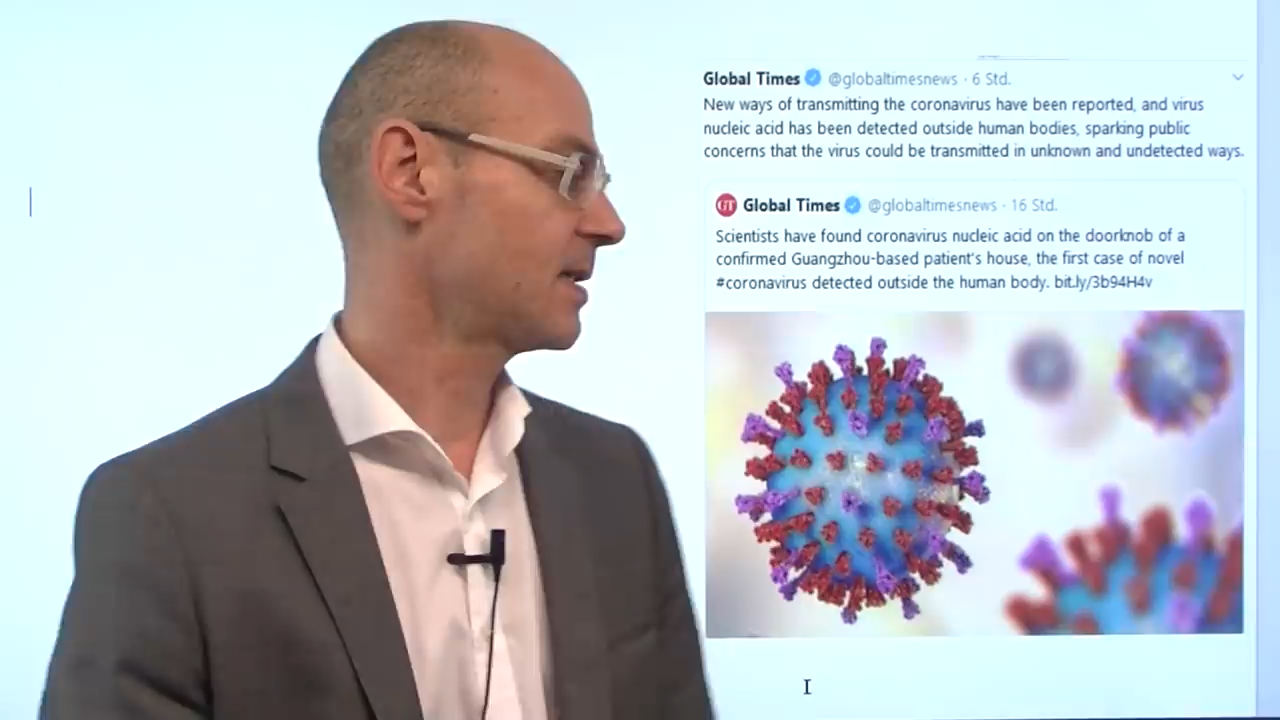 Global Times @globaltimesnews · 6 Std.
New ways of transmitting the coronavirus have been reported, and virus
nucleic acid has been detected outside human bodies, sparking public
concerns that the virus could be transmitted in unknown and undetected ways.
GT Global Times @globaltimesnews · 16 Std.
Scientists have found coronavirus nucleic acid on the doorknob of a
confirmed Guangzhou-based patient's house, the first case of novel
#coronavirus detected outside the human body. bit.ly/3b94H4v